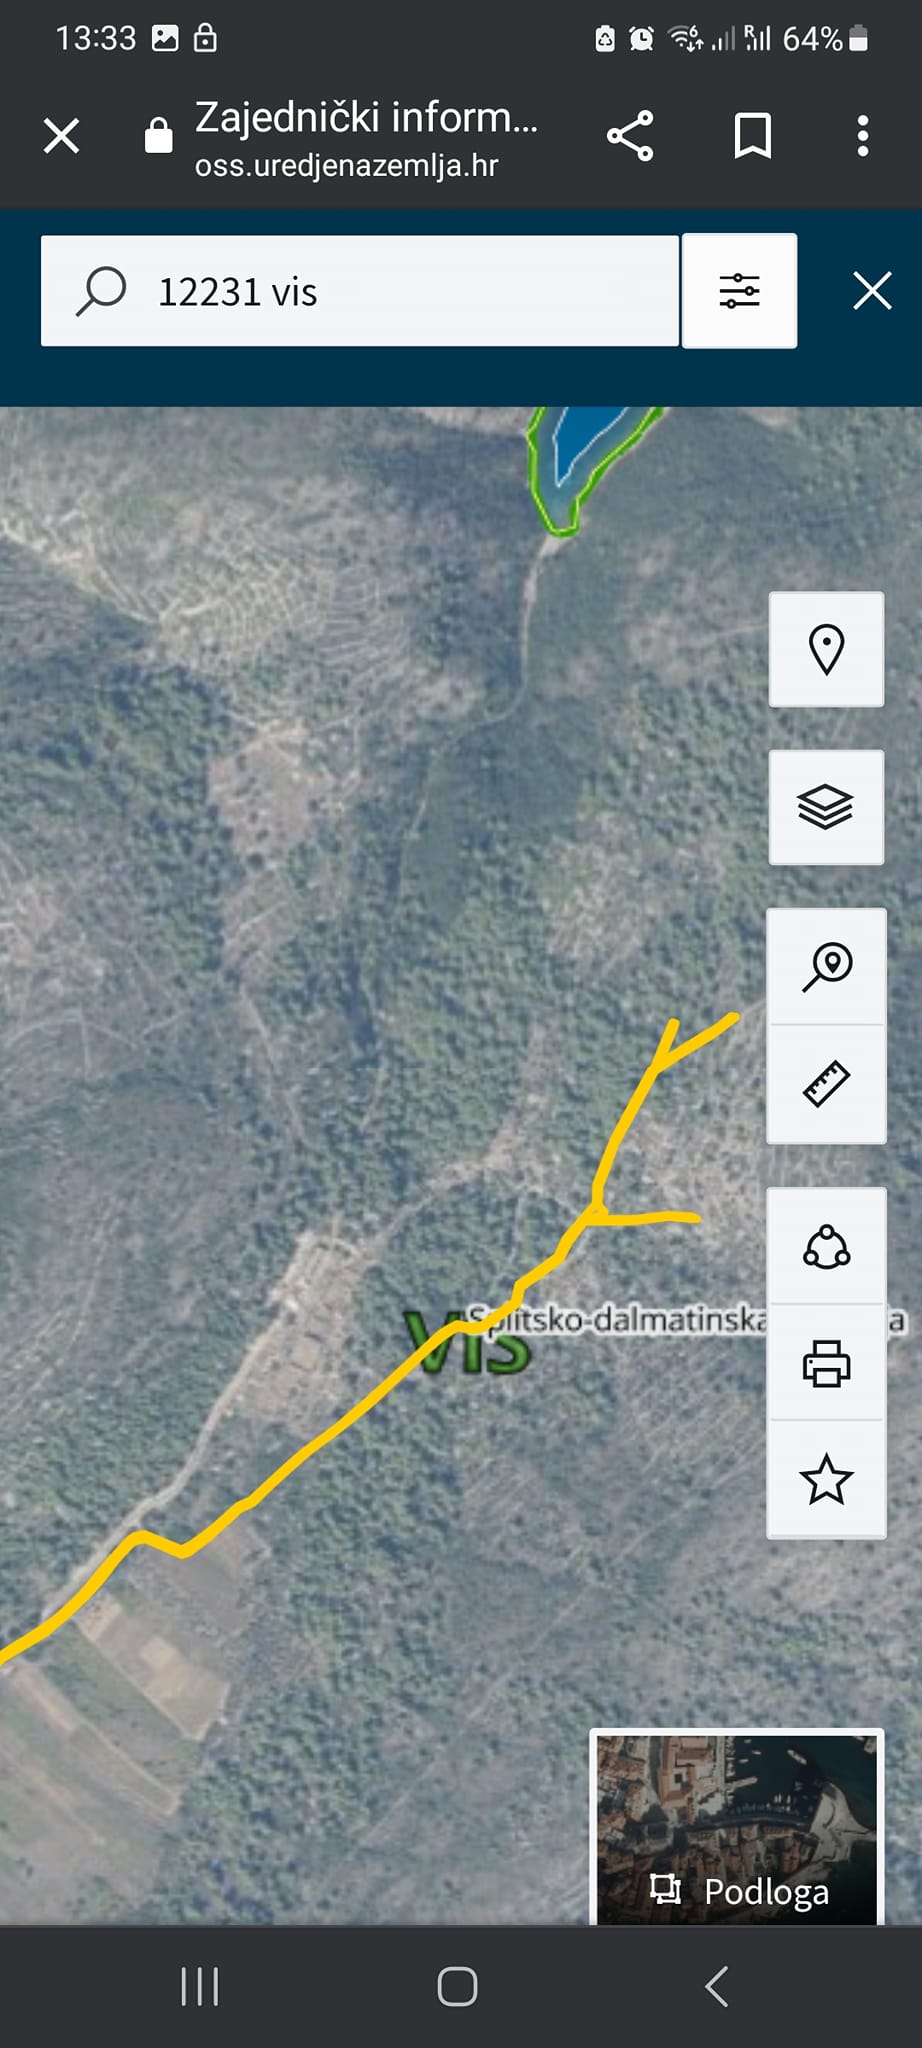 13:33
64%
Zajednički inform...
oss.uredjenazemlja.hr
12231 vis
Splitsko-dalmatinska
a
Vis
Podloga